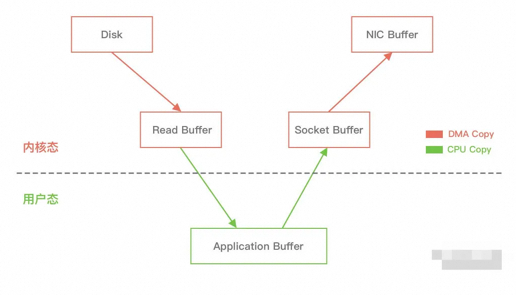 Disk
NIC Buffer
Read Buffer
Socket Buffer
DMA Copy
CPU Copy
内核态
用户态
Application Buffer